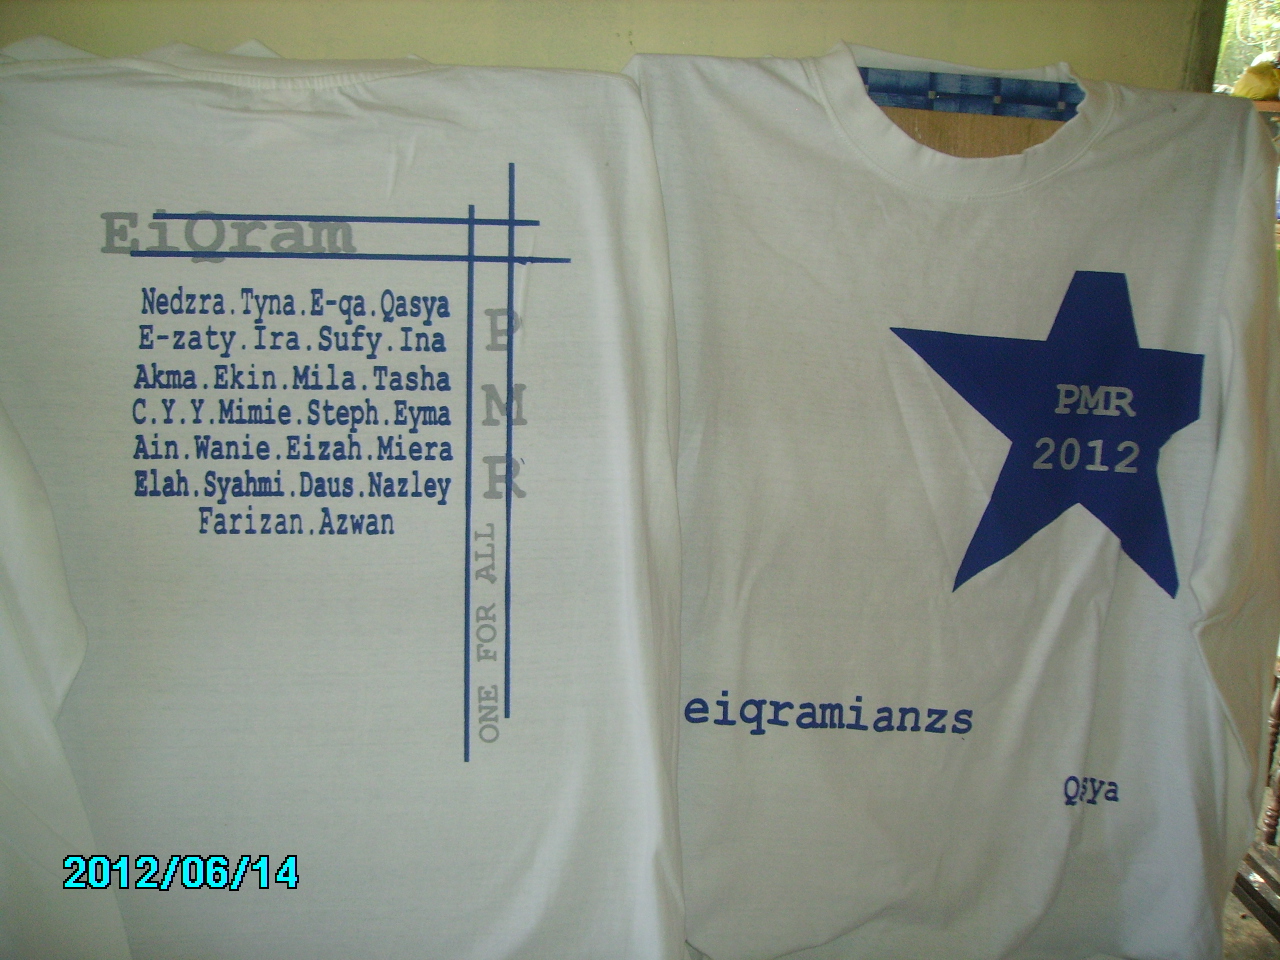 EiQram
Nedzra.Tyna.E-qa.Qasya
E-zaty.Ira.Sufy.Ina
Akma.Ekin.Mila.Tasha
C.Y.Y.Mimie.Steph.Eyma
Ain.Wanie.Eizah.Miera
Elah.Syahmi.Daus.Nazley
Farizan.Azwan
PMR
ONE FOR ALL
PMR
2012
eiqramianzs
Qasya
2012/06/14